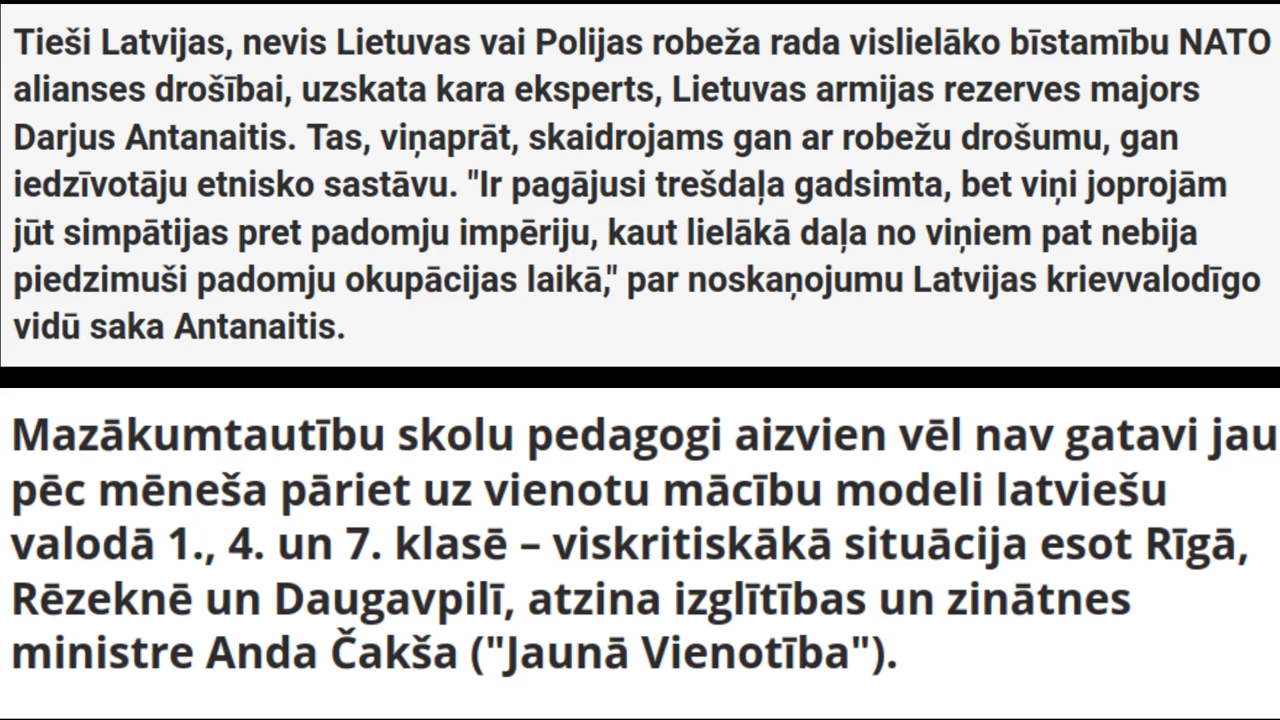 Tieši Latvijas, nevis Lietuvas vai Polijas robeža rada vislielāko bīstamību NATO
alianses drošībai, uzskata kara eksperts, Lietuvas armijas rezerves majors
Darjus Antanaitis. Tas, viņaprāt, skaidrojams gan ar robežu drošumu, gan
iedzīvotāju etnisko sastāvu. "Ir pagājusi trešdaļa gadsimta, bet viņi joprojām
jūt simpātijas pret padomju impēriju, kaut lielākā daļa no viņiem pat nebija
piedzimuši padomju okupācijas laikā," par noskaņojumu Latvijas krievvalodīgo
vidū saka Antanaitis.
Mazākumtautību skolu pedagogi aizvien vēl nav gatavi jau
pēc mēneša pāriet uz vienotu mācību modeli latviešu
valodā 1., 4. un 7. klasē – viskritiskākā situācija esot Rīgā,
Rēzeknē un Daugavpilī, atzina izglītības un zinātnes
ministre Anda Čakša ("Jaunā Vienotība").